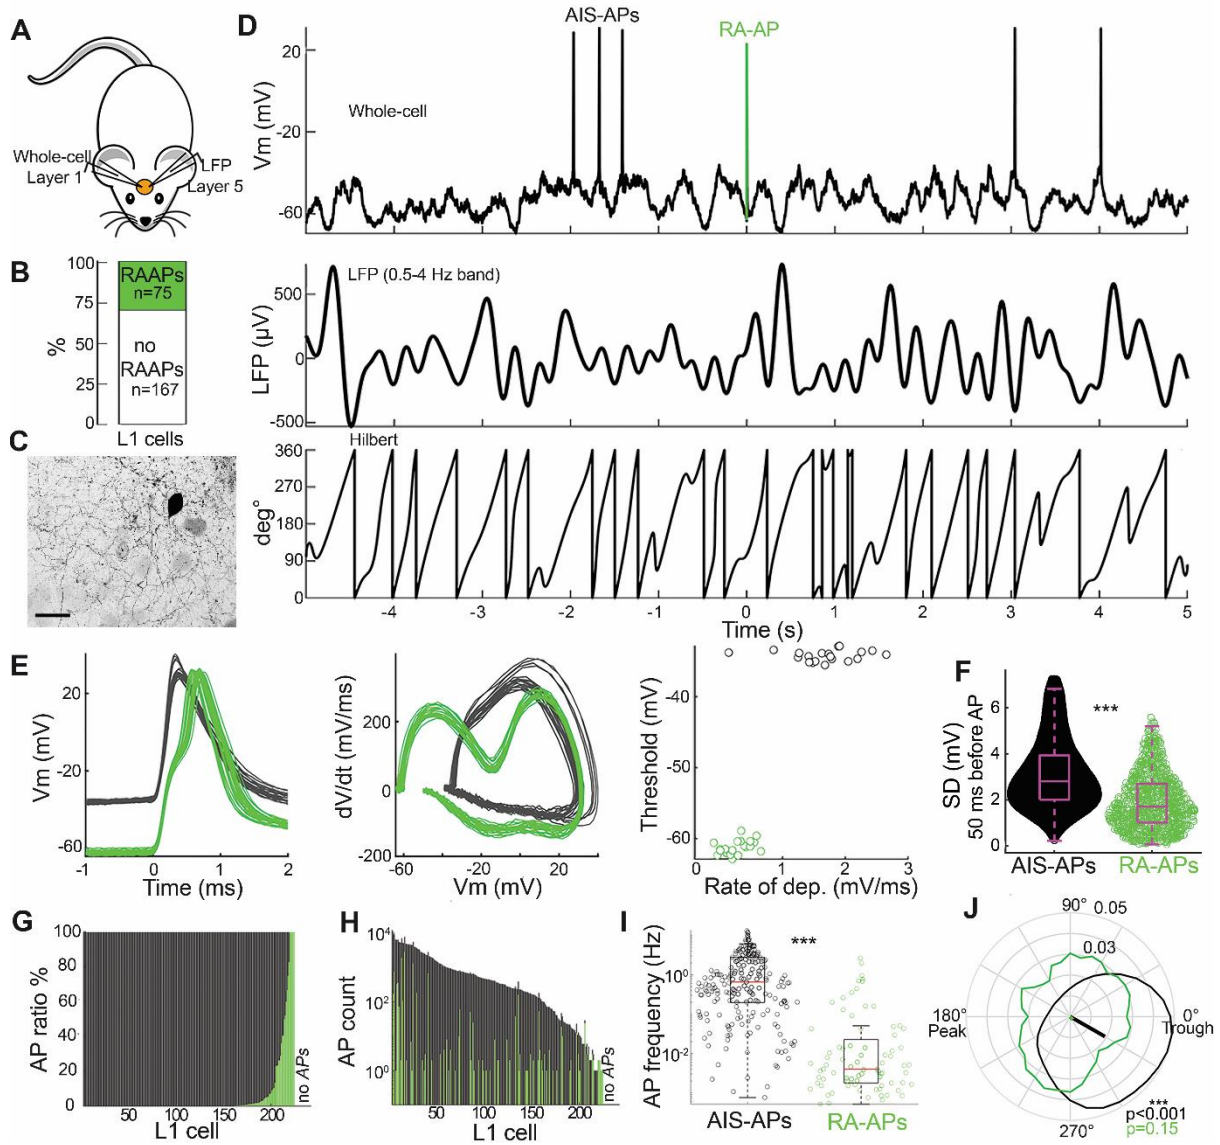 A
Whole-cell
Layer 1
LFP
Layer 5
B
100
75
50
25
0
%
RAAPs
n=75
no
RAAPs
n=167
L1 cells
C
D
AIS-APs
RA-AP
Whole-cell
Vm (mV)
20
-20
-60
LFP (0.5-4 Hz band)
LFP (µV)
500
0
-500
Hilbert
deg°
360
270
180
90
0
-4
-3
-2
-1
0
1
2
3
4
5
Time (s)
E
Vm (mV)
20
-20
-60
-1
0
1
2
Time (ms)
dV/dt (mV/ms)
200
0
-200
-60
-20
20
Vm (mV)
Threshold (mV)
-40
-50
-60
0
1
2
3
Rate of dep. (mV/ms)
F
SD (mV)
50 ms before AP
6
4
2
0
***
AIS-APs
RA-APs
G
AP ratio %
100
80
60
40
20
0
50
100
150
200
no APs
L1 cell
H
AP count
10^4
10^2
10^0
50
100
150
200
no APs
L1 cell
I
AP frequency (Hz)
10^0
10^-2
***
AIS-APs
RA-APs
J
90°
0.05
0.03
180°
Peak
0°
Trough
270°
***
p<0.001
p=0.15